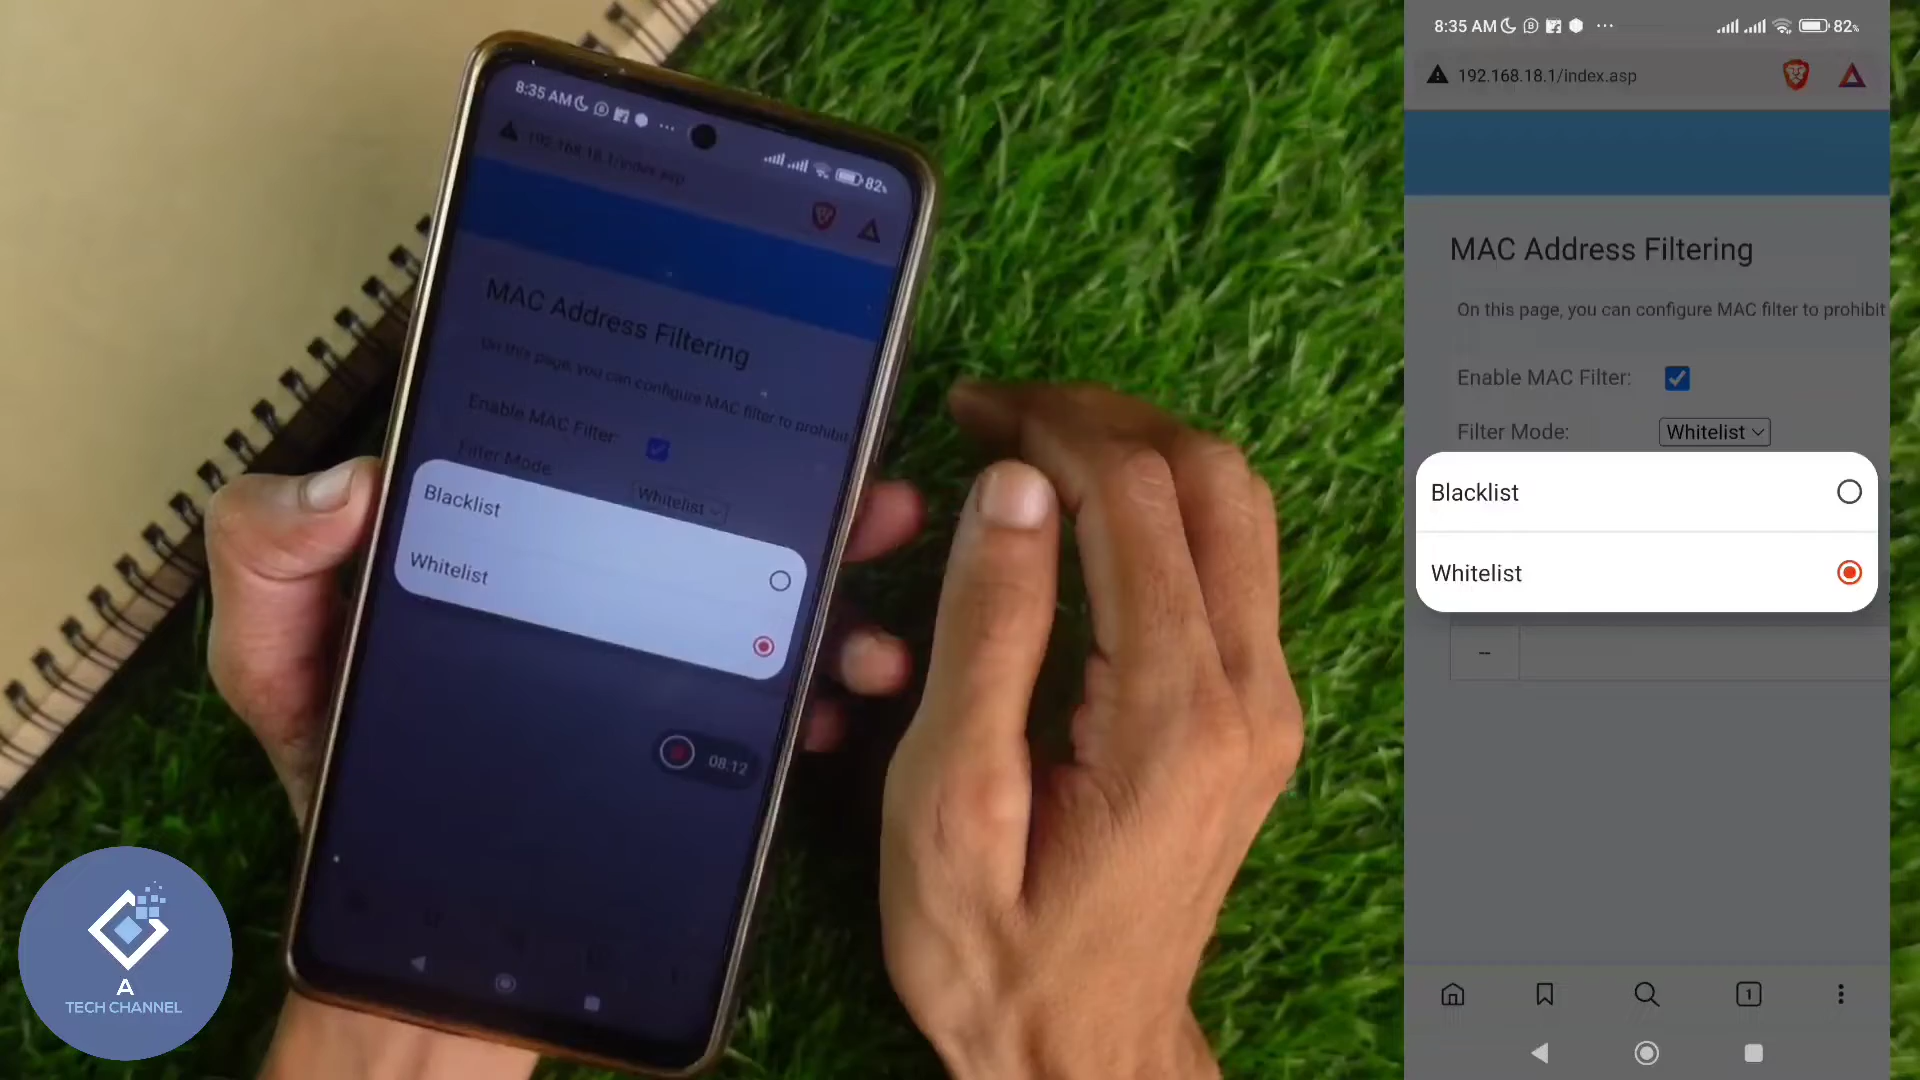 8:35 AM
82%
192.168.18.1/index.asp
MAC Address Filtering
On this page, you can configure MAC filter to prohibit
Enable MAC Filter:
Filter Mode:
Whitelist
Blacklist
Whitelist
08:12
A
TECH CHANNEL
8:35 AM
82%
192.168.18.1/index.asp
MAC Address Filtering
On this page, you can configure MAC filter to prohibit
Enable MAC Filter:
Filter Mode: Whitelist
Blacklist
Whitelist
--
1